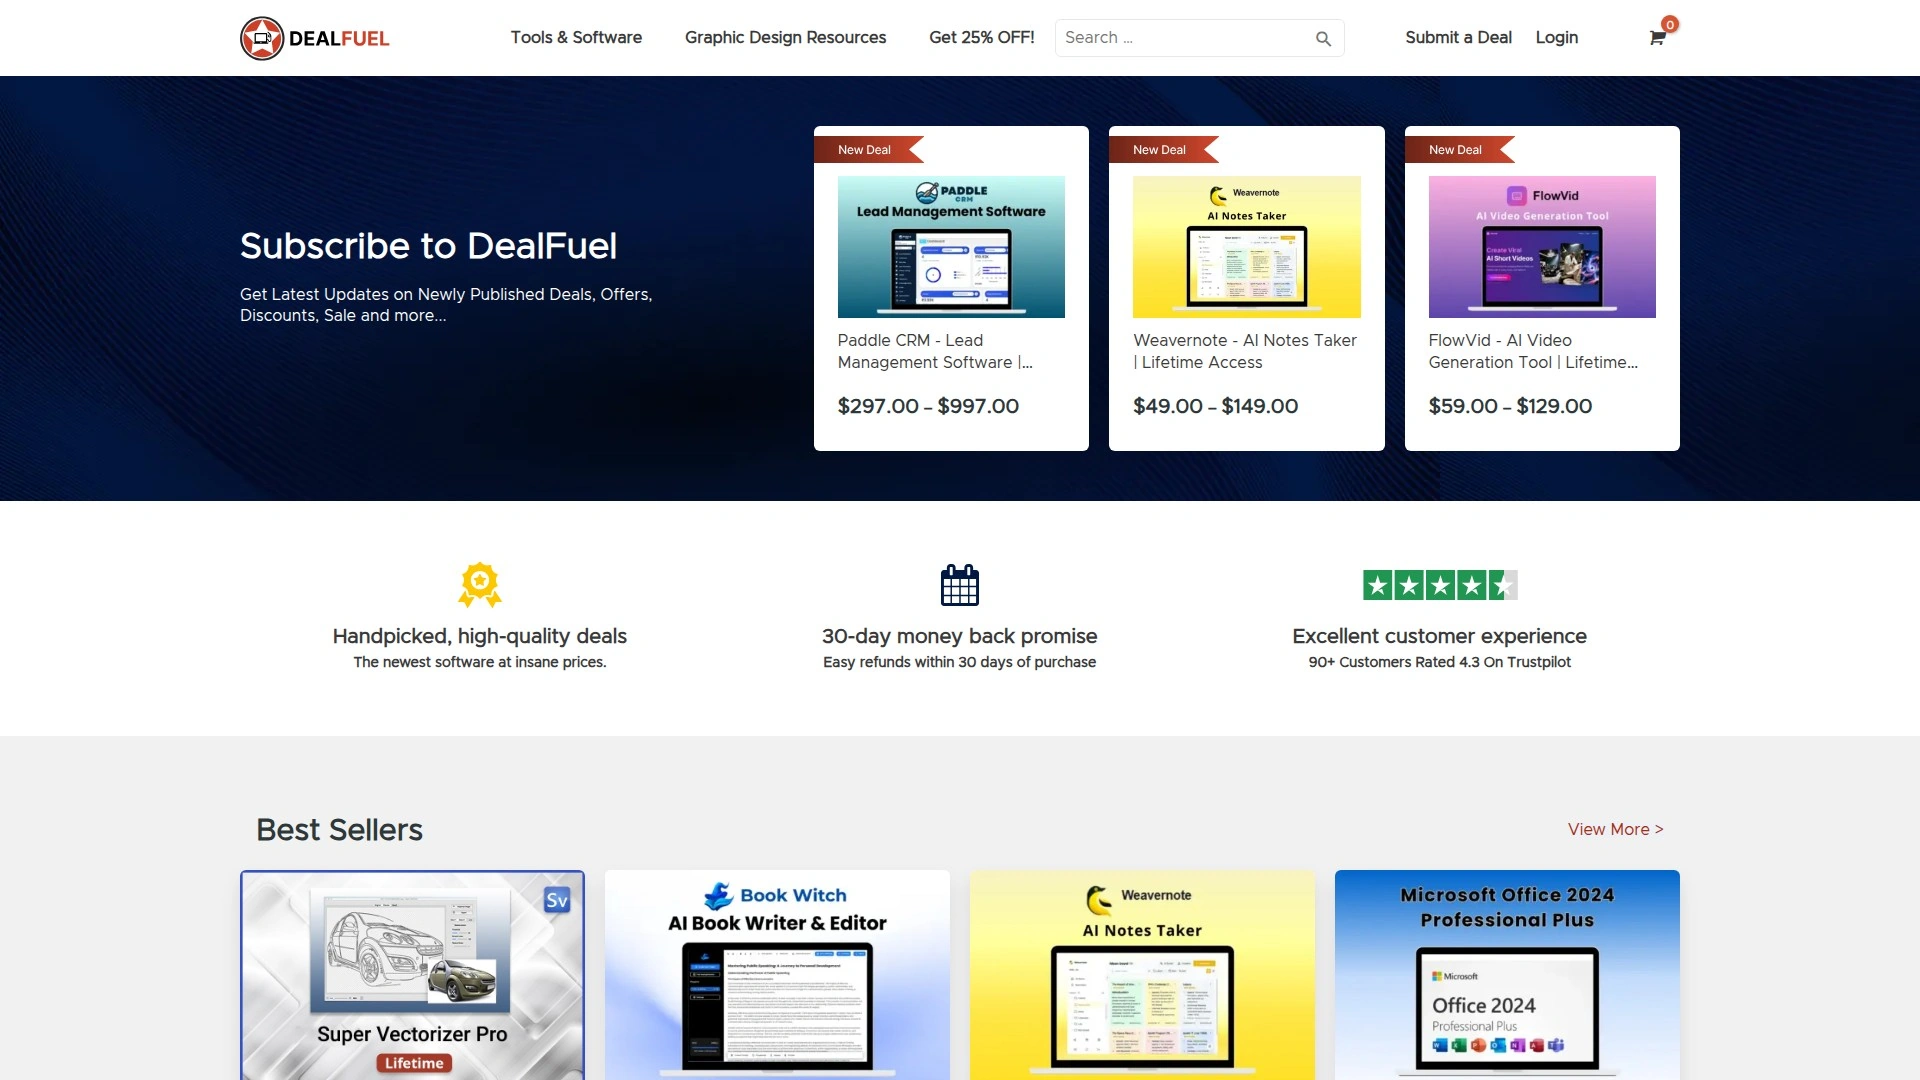 DEALFUEL
Tools & Software
Graphic Design Resources
Get 25% OFF!
Search ...
Submit a Deal
Login
0
Subscribe to DealFuel
Get Latest Updates on Newly Published Deals, Offers,
Discounts, Sale and more...
New Deal
PADDLE
CRM
Lead Management Software
Paddle CRM - Lead
Management Software |...
$297.00 – $997.00
New Deal
Weavernote
AI Notes Taker
Weavernote - AI Notes Taker
| Lifetime Access
$49.00 – $149.00
New Deal
FlowVid
AI Video Generation Tool
Create Viral
AI Short Videos
FlowVid - AI Video
Generation Tool | Lifetime...
$59.00 – $129.00
Handpicked, high-quality deals
The newest software at insane prices.
30-day money back promise
Easy refunds within 30 days of purchase
Excellent customer experience
90+ Customers Rated 4.3 On Trustpilot
Best Sellers
View More >
Sv
Super Vectorizer Pro
Lifetime
Book Witch
AI Book Writer & Editor
Weavernote
AI Notes Taker
Microsoft Office 2024
Professional Plus
Microsoft
Office 2024
Professional Plus